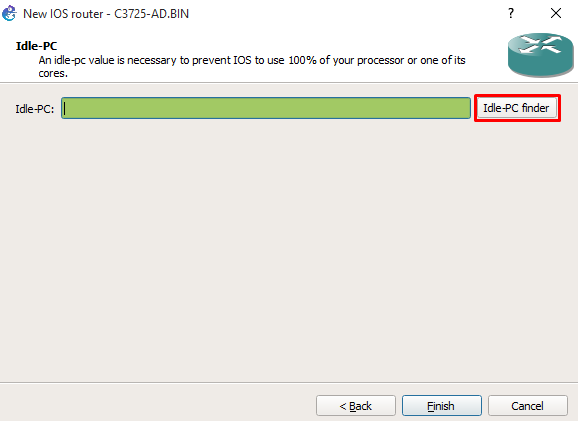 New IOS router - C3725-AD.BIN
?
Idle-PC
An idle-pc value is necessary to prevent IOS to use 100% of your processor or one of its
cores.
Idle-PC:
Idle-PC finder
< Back
Finish
Cancel